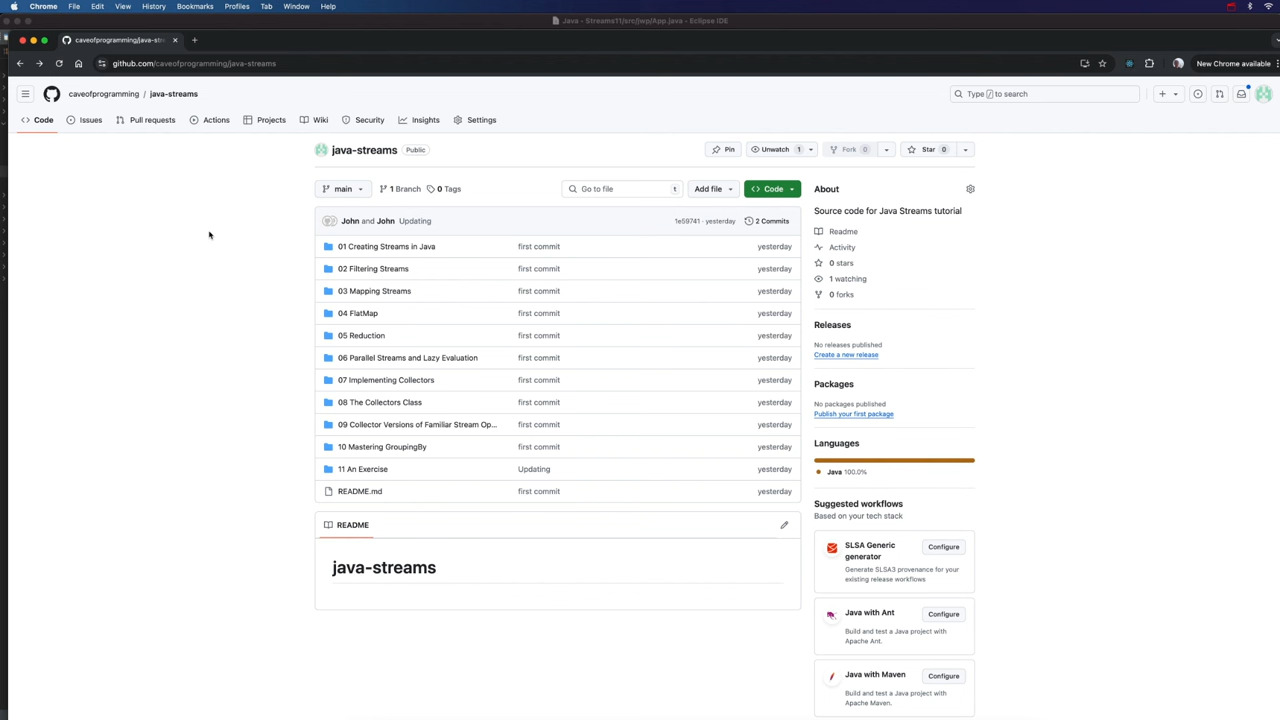 Chrome File Edit View History Bookmarks Profiles Tab Window Help
Java - Streams11/src/jwp/App.java - Eclipse IDE
caveofprogramming/java-stre
github.com/caveofprogramming/java-streams
New Chrome available
caveofprogramming / java-streams
Type / to search
Code Issues Pull requests Actions Projects Wiki Security Insights Settings
java-streams Public
Pin Unwatch 1 Fork 0 Star 0
main 1 Branch 0 Tags
Go to file t Add file Code
John and John Updating 1e59741 · yesterday 2 Commits
01 Creating Streams in Java first commit yesterday
02 Filtering Streams first commit yesterday
03 Mapping Streams first commit yesterday
04 FlatMap first commit yesterday
05 Reduction first commit yesterday
06 Parallel Streams and Lazy Evaluation first commit yesterday
07 Implementing Collectors first commit yesterday
08 The Collectors Class first commit yesterday
09 Collector Versions of Familiar Stream Op... first commit yesterday
10 Mastering GroupingBy first commit yesterday
11 An Exercise Updating yesterday
README.md first commit yesterday
README
java-streams
About
Source code for Java Streams tutorial
Readme
Activity
0 stars
1 watching
0 forks
Releases
No releases published
Create a new release
Packages
No packages published
Publish your first package
Languages
Java 100.0%
Suggested workflows
Based on your tech stack
SLSA Generic generator Configure
Generate SLSA3 provenance for your
existing release workflows
Java with Ant Configure
Build and test a Java project with
Apache Ant.
Java with Maven Configure
Build and test a Java project with
Apache Maven.